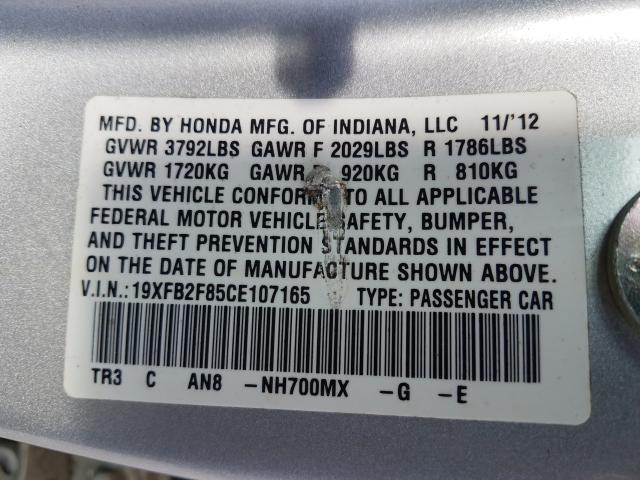 MFD. BY HONDA MFG. OF INDIANA, LLC 11/'12
GVWR 3792LBS GAWR F 2029LBS R 1786LBS
GVWR 1720KG GAWR 920KG R 810KG
THIS VEHICLE CONFORMS TO ALL APPLICABLE
FEDERAL MOTOR VEHICLE SAFETY, BUMPER,
AND THEFT PREVENTION STANDARDS IN EFFECT
ON THE DATE OF MANUFACTURE SHOWN ABOVE.
V.I.N.:19XFB2F85CE107165 TYPE: PASSENGER CAR
TR3 C AN8 -NH700MX -G -E